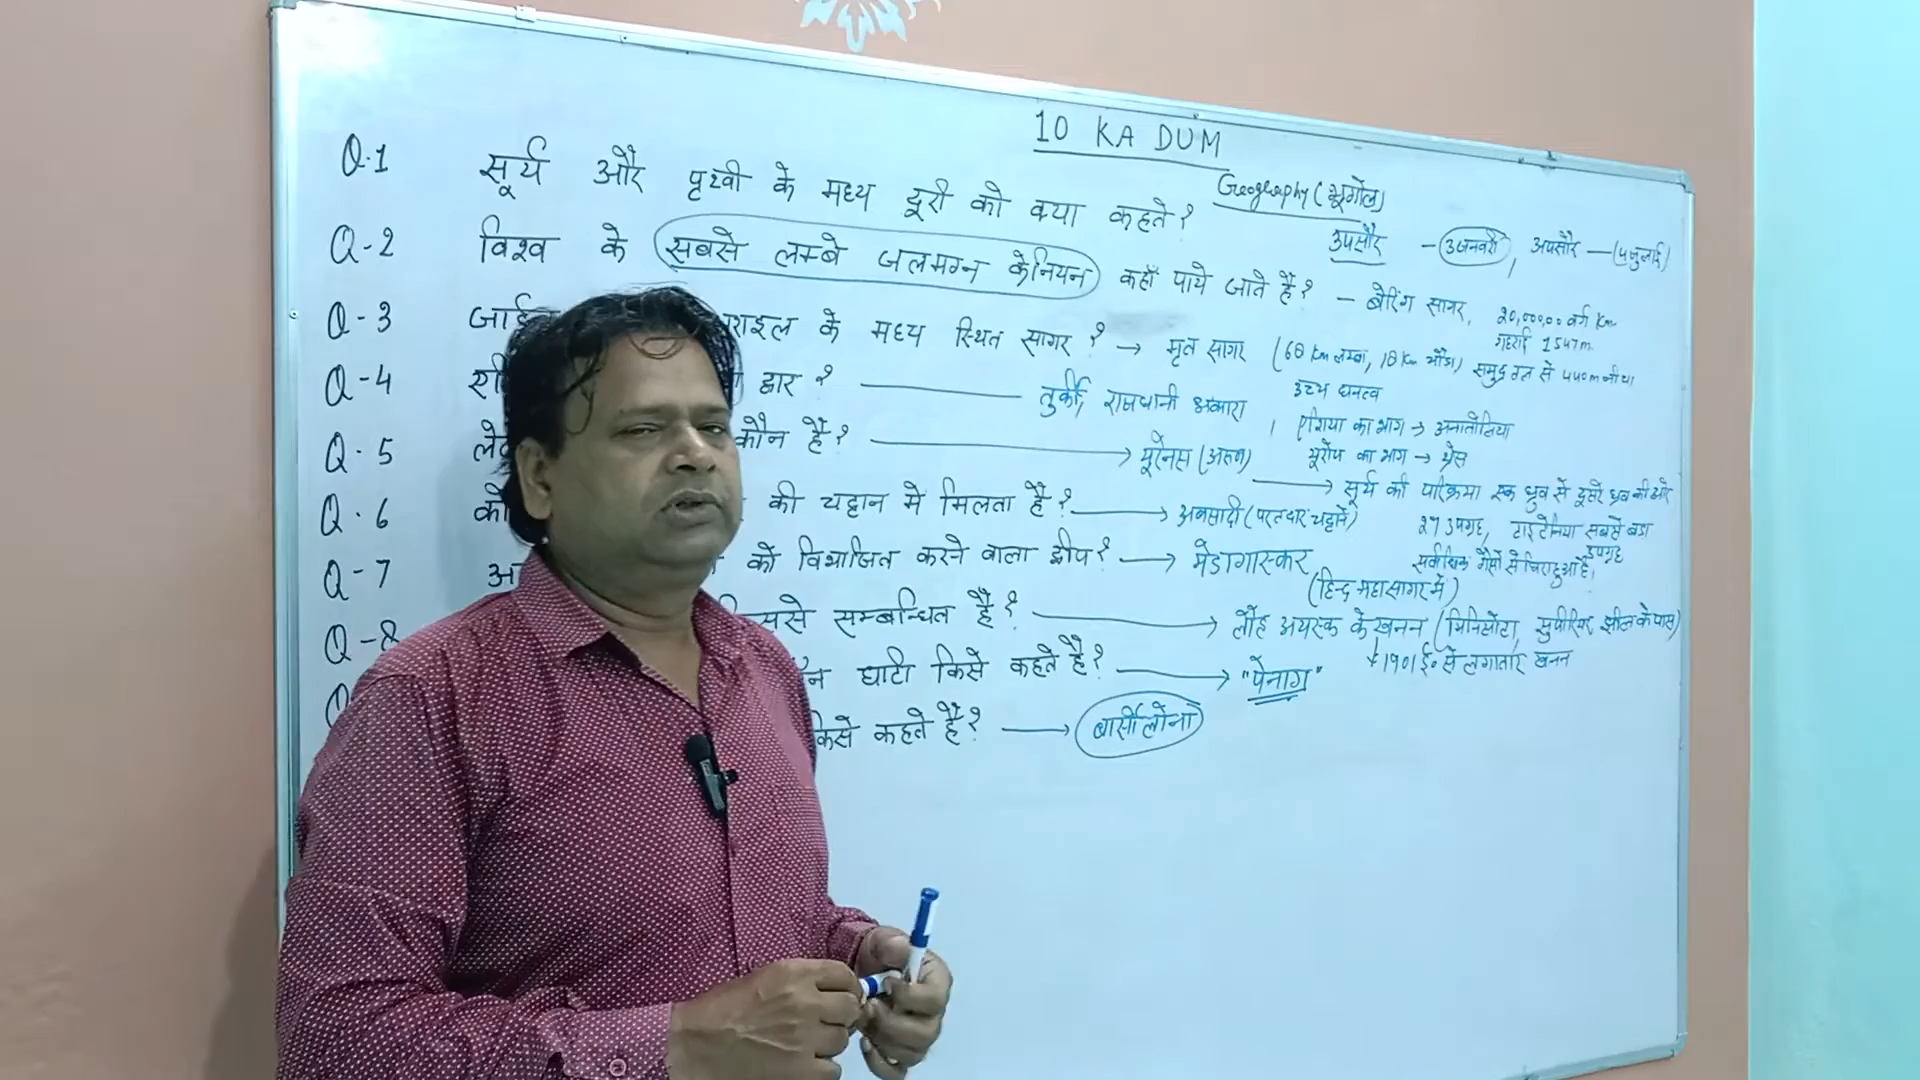 10 KA DUM
Geography (भूगोल)
Q.1 सूर्य और पृथ्वी के मध्य दूरी को क्या कहते?
उपसौर - 3 जनवरी, अपसौर - (4 जुलाई)
Q-2 विश्व के सबसे लम्बे जलमग्न केनियन कहाँ पाये जाते हैं? - बेरिंग सागर,
20,000,00 वर्ग Km
गहराई 1547m.
Q-3 के मध्य स्थित सागर? → मृत सागर (68 Km लम्बा, 18 Km चौड़ा) समुद्र तल से 440m नीचा
उच्च घनत्व
Q-4 द्वार? तुर्की, राजधानी अंकारा
एशिया का भाग → अनातोलिया
यूरोप का भाग → थ्रेस
Q.5 कौन है? → यूरेनस (अरुण)
→ सूर्य की परिक्रमा एक ध्रुव से दूसरे ध्रुव की ओर
27 उपग्रह, टाइटेनिया सबसे बड़ा उपग्रह
सर्वाधिक गैसों से घिरा हुआ है।
Q.6 की चट्टान में मिलता है? → अवसादी (परतदार चट्टानें)
Q-7 को विभाजित करने वाला द्वीप? → मेडागास्कर
(हिन्द महासागर में)
Q-8 सम्बन्धित है? → लौह अयस्क के खनन (मिनिसोटा, सुपीरियर झील के पास)
1901 ई० से लगातार खनन
घाटी किसे कहते है? → "पेनांग"
किसे कहते है? → बार्सीलोना